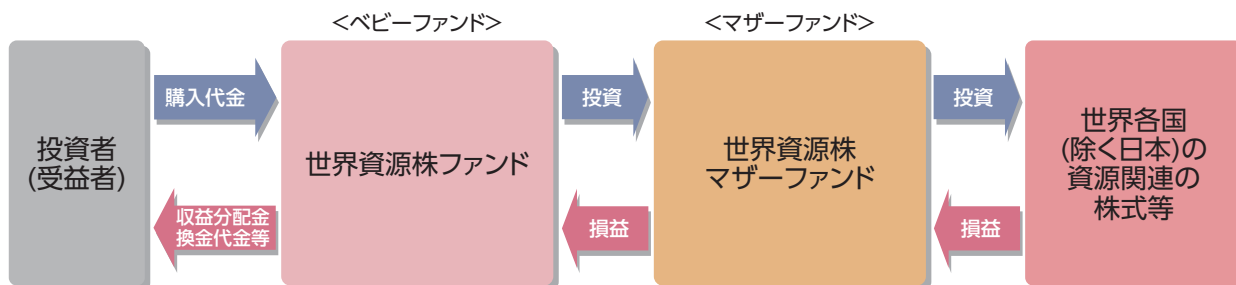 <ベビーファンド>
<マザーファンド>
投資者
(受益者)
購入代金
収益分配金
換金代金等
世界資源株ファンド
投資
損益
世界資源株
マザーファンド
投資
損益
世界各国
(除く日本)の
資源関連の
株式等